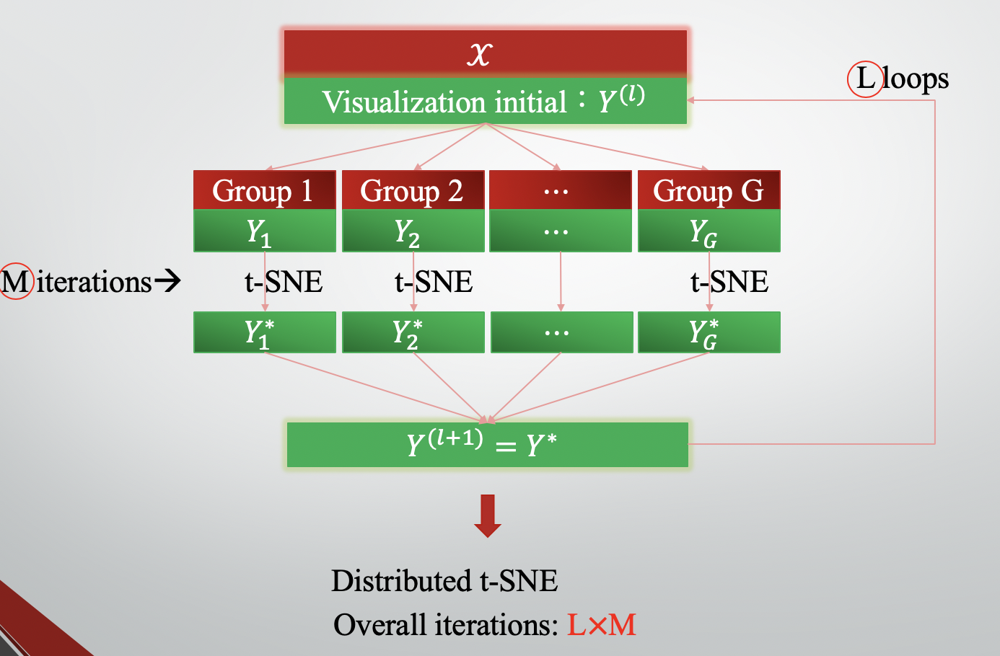 𝒳
Visualization initial：Y^(l)
L loops
Group 1 Group 2 ⋯ Group G
Y₁ Y₂ ⋯ Y_G
M iterations→ t-SNE t-SNE t-SNE
Y₁* Y₂* ⋯ Y_G*
Y^(l+1) = Y*
Distributed t-SNE
Overall iterations: L×M